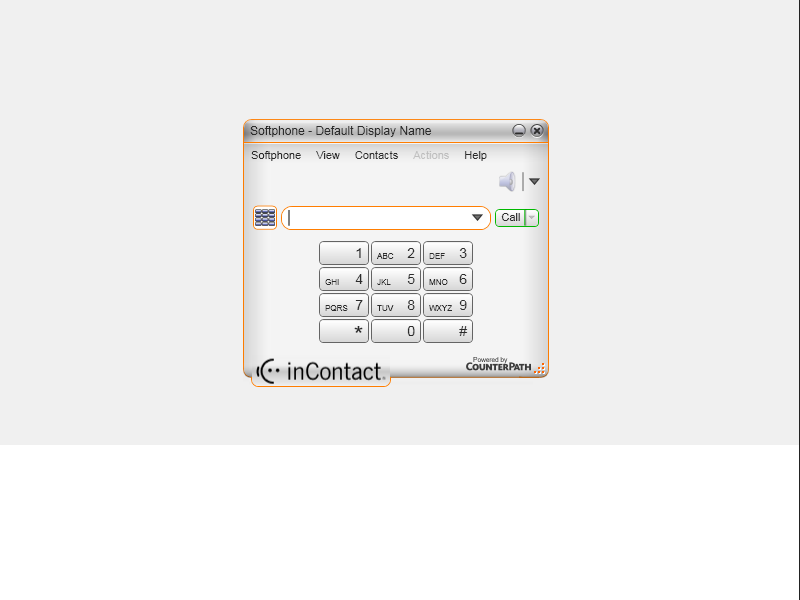 Softphone - Default Display Name
Softphone View Contacts Actions Help
Call
1 ABC 2 DEF 3
GHI 4 JKL 5 MNO 6
PQRS 7 TUV 8 WXYZ 9
* 0 #
Powered by
COUNTERPATH
inContact.